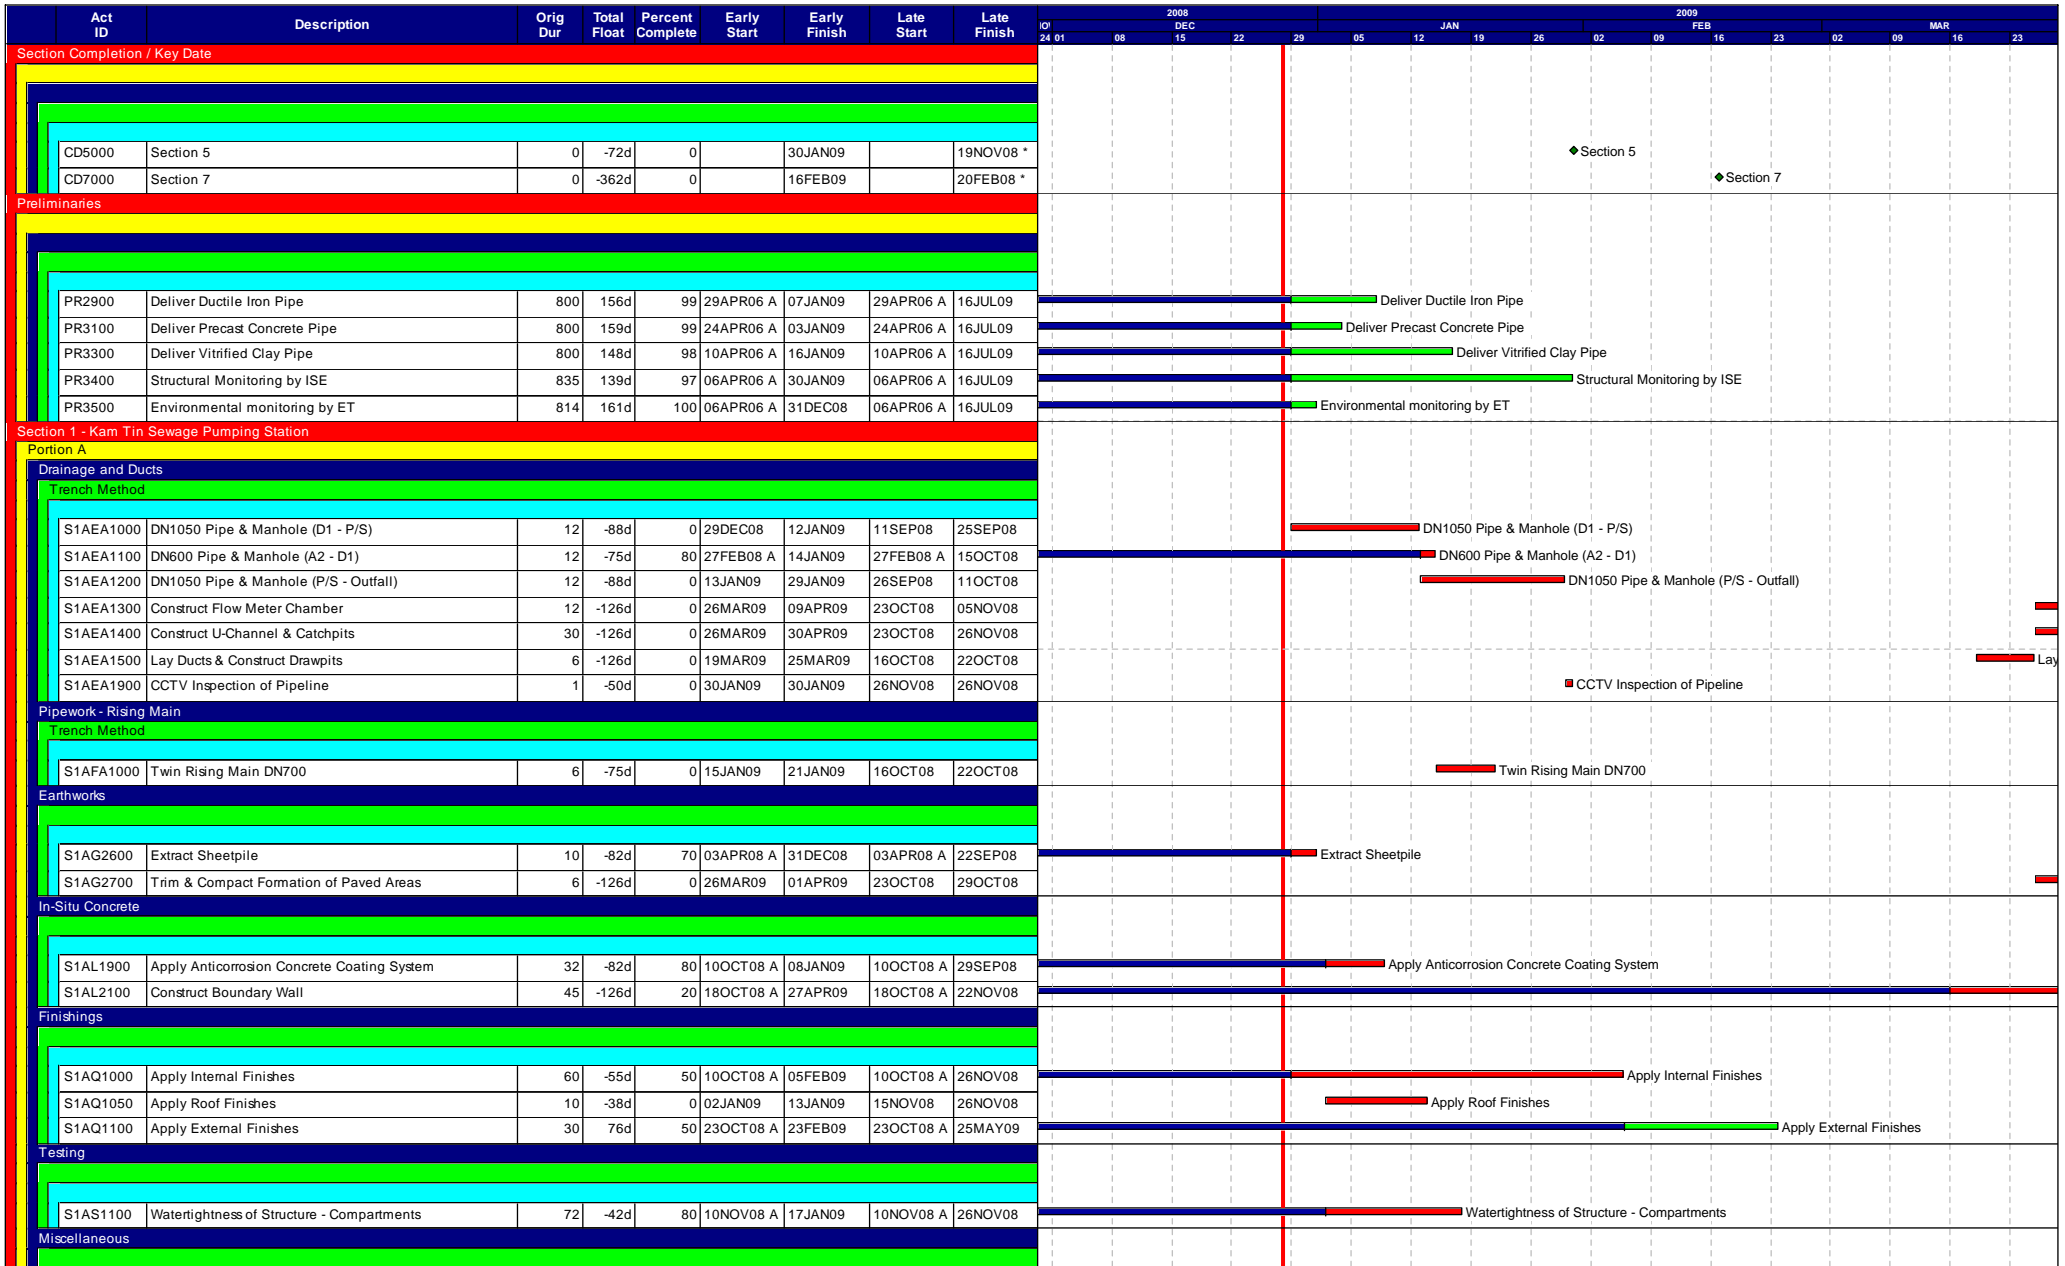 Act ID Description Orig Dur Total Float Percent Complete Early Start Early Finish Late Start Late Finish
2008 2009
DEC JAN FEB MAR
24 01 08 15 22 29 05 12 19 26 02 09 16 23 02 09 16 23
Section Completion / Key Date
CD5000 Section 5 0 -72d 0 30JAN09 19NOV08 * Section 5
CD7000 Section 7 0 -362d 0 16FEB09 20FEB08 * Section 7
Preliminaries
PR2900 Deliver Ductile Iron Pipe 800 156d 99 29APR06 A 07JAN09 29APR06 A 16JUL09 Deliver Ductile Iron Pipe
PR3100 Deliver Precast Concrete Pipe 800 159d 99 24APR06 A 03JAN09 24APR06 A 16JUL09 Deliver Precast Concrete Pipe
PR3300 Deliver Vitrified Clay Pipe 800 148d 98 10APR06 A 16JAN09 10APR06 A 16JUL09 Deliver Vitrified Clay Pipe
PR3400 Structural Monitoring by ISE 835 139d 97 06APR06 A 30JAN09 06APR06 A 16JUL09 Structural Monitoring by ISE
PR3500 Environmental monitoring by ET 814 161d 100 06APR06 A 31DEC08 06APR06 A 16JUL09 Environmental monitoring by ET
Section 1 - Kam Tin Sewage Pumping Station
Portion A
Drainage and Ducts
Trench Method
S1AEA1000 DN1050 Pipe & Manhole (D1 - P/S) 12 -88d 0 29DEC08 12JAN09 11SEP08 25SEP08 DN1050 Pipe & Manhole (D1 - P/S)
S1AEA1100 DN600 Pipe & Manhole (A2 - D1) 12 -75d 80 27FEB08 A 14JAN09 27FEB08 A 15OCT08 DN600 Pipe & Manhole (A2 - D1)
S1AEA1200 DN1050 Pipe & Manhole (P/S - Outfall) 12 -88d 0 13JAN09 29JAN09 26SEP08 11OCT08 DN1050 Pipe & Manhole (P/S - Outfall)
S1AEA1300 Construct Flow Meter Chamber 12 -126d 0 26MAR09 09APR09 23OCT08 05NOV08
S1AEA1400 Construct U-Channel & Catchpits 30 -126d 0 26MAR09 30APR09 23OCT08 26NOV08
S1AEA1500 Lay Ducts & Construct Drawpits 6 -126d 0 19MAR09 25MAR09 16OCT08 22OCT08 Lay
S1AEA1900 CCTV Inspection of Pipeline 1 -50d 0 30JAN09 30JAN09 26NOV08 26NOV08 CCTV Inspection of Pipeline
Pipework - Rising Main
Trench Method
S1AFA1000 Twin Rising Main DN700 6 -75d 0 15JAN09 21JAN09 16OCT08 22OCT08 Twin Rising Main DN700
Earthworks
S1AG2600 Extract Sheetpile 10 -82d 70 03APR08 A 31DEC08 03APR08 A 22SEP08 Extract Sheetpile
S1AG2700 Trim & Compact Formation of Paved Areas 6 -126d 0 26MAR09 01APR09 23OCT08 29OCT08
In-Situ Concrete
S1AL1900 Apply Anticorrosion Concrete Coating System 32 -82d 80 10OCT08 A 08JAN09 10OCT08 A 29SEP08 Apply Anticorrosion Concrete Coating System
S1AL2100 Construct Boundary Wall 45 -126d 20 18OCT08 A 27APR09 18OCT08 A 22NOV08
Finishings
S1AQ1000 Apply Internal Finishes 60 -55d 50 10OCT08 A 05FEB09 10OCT08 A 26NOV08 Apply Internal Finishes
S1AQ1050 Apply Roof Finishes 10 -38d 0 02JAN09 13JAN09 15NOV08 26NOV08 Apply Roof Finishes
S1AQ1100 Apply External Finishes 30 76d 50 23OCT08 A 23FEB09 23OCT08 A 25MAY09 Apply External Finishes
Testing
S1AS1100 Watertightness of Structure - Compartments 72 -42d 80 10NOV08 A 17JAN09 10NOV08 A 26NOV08 Watertightness of Structure - Compartments
Miscellaneous